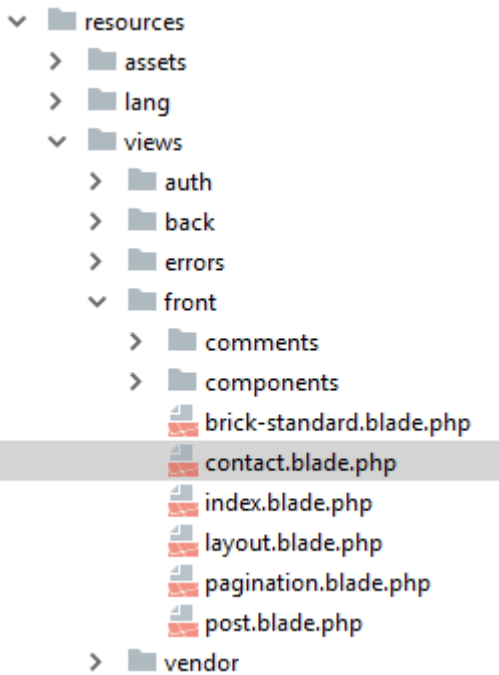 resources
assets
lang
views
auth
back
errors
front
comments
components
brick-standard.blade.php
contact.blade.php
index.blade.php
layout.blade.php
pagination.blade.php
post.blade.php
vendor